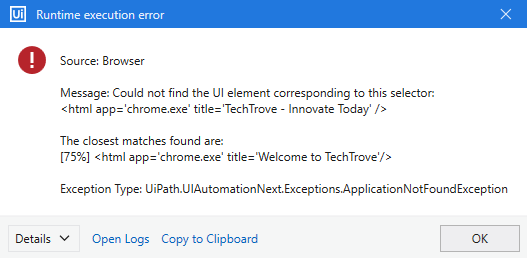 Ui Runtime execution error
Source: Browser
Message: Could not find the UI element corresponding to this selector:
<html app='chrome.exe' title='TechTrove - Innovate Today' />
The closest matches found are:
[75%] <html app='chrome.exe' title='Welcome to TechTrove'/>
Exception Type: UiPath.UIAutomationNext.Exceptions.ApplicationNotFoundException
Details Open Logs Copy to Clipboard OK